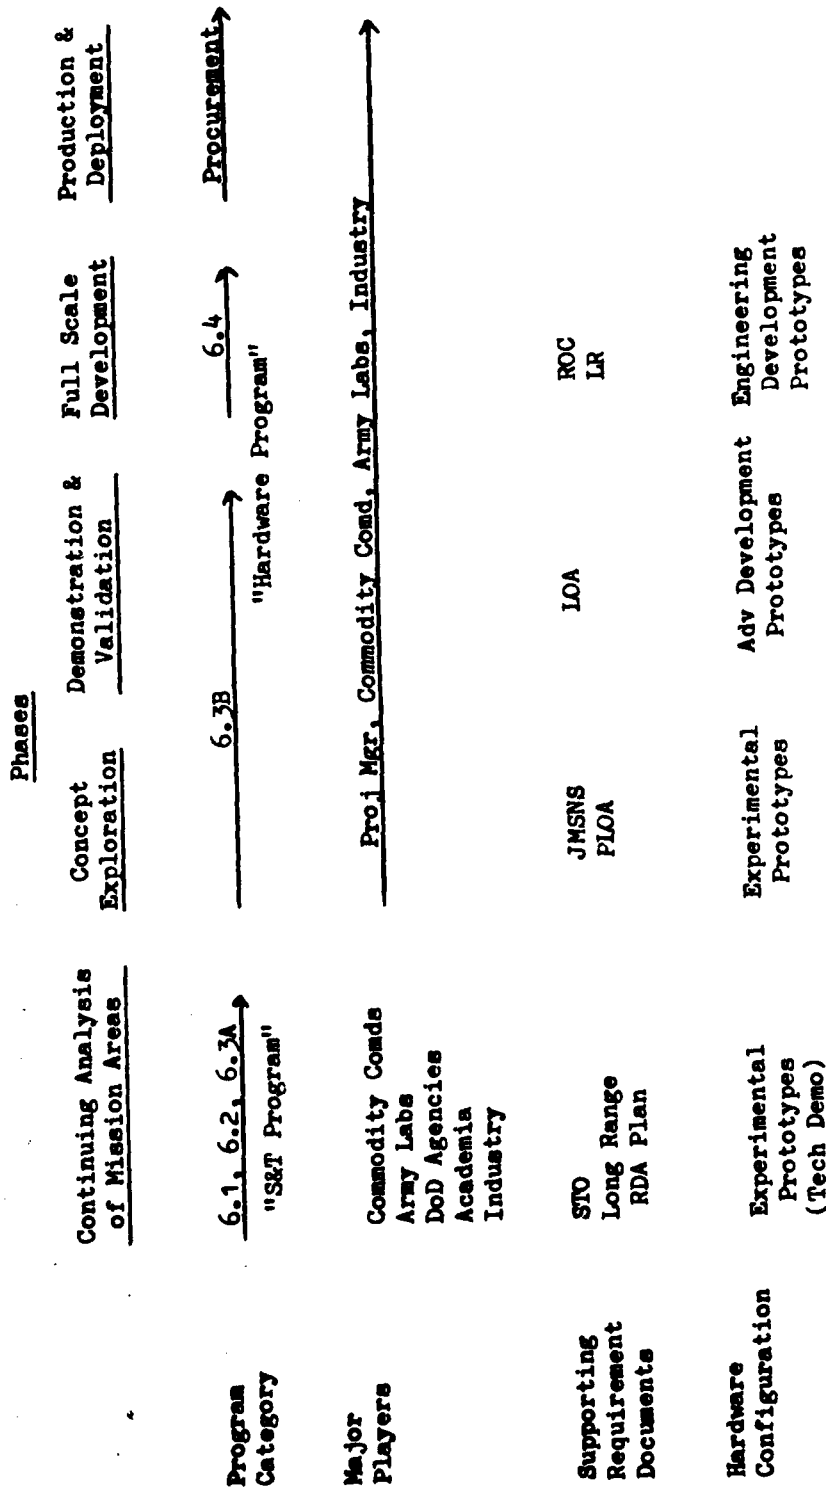 Phases
Continuing Analysis
of Mission Areas
Concept
Exploration
Demonstration &
Validation
Full Scale
Development
Production &
Deployment
Program
Category
6.1, 6.2, 6.3A
"S&T Program"
6.3B
6.4
"Hardware Program"
Procurement
Major
Players
Commodity Comds
Army Labs
DoD Agencies
Academia
Industry
Proj Mgr, Commodity Comd, Army Labs, Industry
Supporting
Requirement
Documents
STO
Long Range
RDA Plan
JMSNS
PLOA
LOA
ROC
LR
Hardware
Configuration
Experimental
Prototypes
(Tech Demo)
Experimental
Prototypes
Adv Development
Prototypes
Engineering
Development
Prototypes